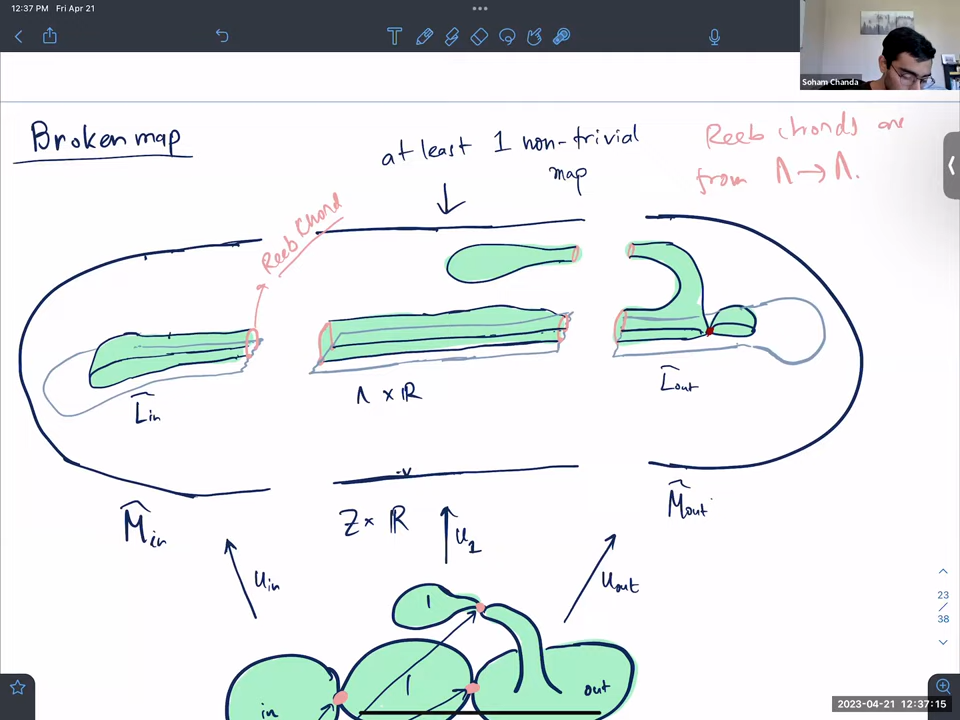 12:37 PM Fri Apr 21
T
Soham Chanda
Broken map
at least 1 non-trivial
map
Reeb chords are
from Λ → Λ.
Reeb Chord
L̂in
Λ × ℝ
L̂out
M̂in
Z × ℝ
M̂out
uin
u1
uout
23
/
38
1
in
1
out
2023-04-21 12:37:15